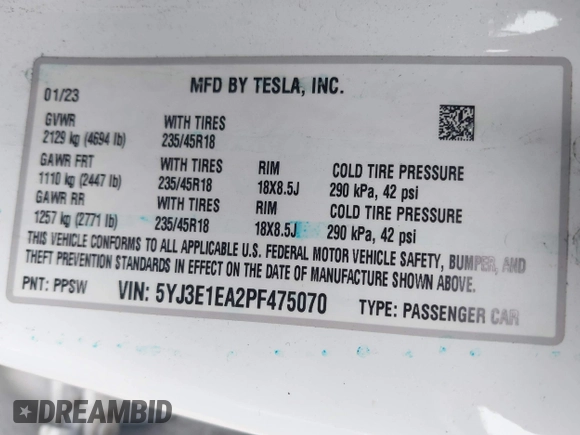 MFD BY TESLA, INC.
01/23
GVWR WITH TIRES
2129 kg (4694 lb) 235/45R18
GAWR FRT WITH TIRES RIM COLD TIRE PRESSURE
1110 kg (2447 lb) 235/45R18 18X8.5J 290 kPa, 42 psi
GAWR RR WITH TIRES RIM COLD TIRE PRESSURE
1257 kg (2771 lb) 235/45R18 18X8.5J 290 kPa, 42 psi
THIS VEHICLE CONFORMS TO ALL APPLICABLE U.S. FEDERAL MOTOR VEHICLE SAFETY, BUMPER, AND
THEFT PREVENTION STANDARDS IN EFFECT ON THE DATE OF MANUFACTURE SHOWN ABOVE.
PNT: PPSW VIN: 5YJ3E1EA2PF475070 TYPE: PASSENGER CAR
DREAMBID